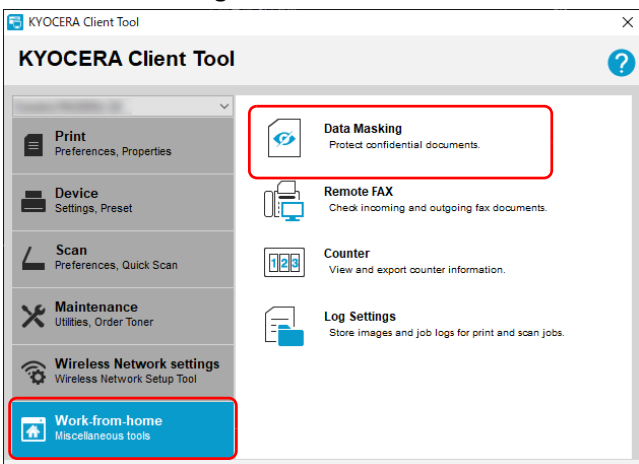 KYOCERA Client Tool
KYOCERA Client Tool
?
Print
Preferences, Properties
Device
Settings, Preset
Scan
Preferences, Quick Scan
Maintenance
Utilities, Order Toner
Wireless Network settings
Wireless Network Setup Tool
Work-from-home
Miscellaneous tools
Data Masking
Protect confidential documents.
Remote FAX
Check incoming and outgoing fax documents.
123
Counter
View and export counter information.
Log Settings
Store images and job logs for print and scan jobs.